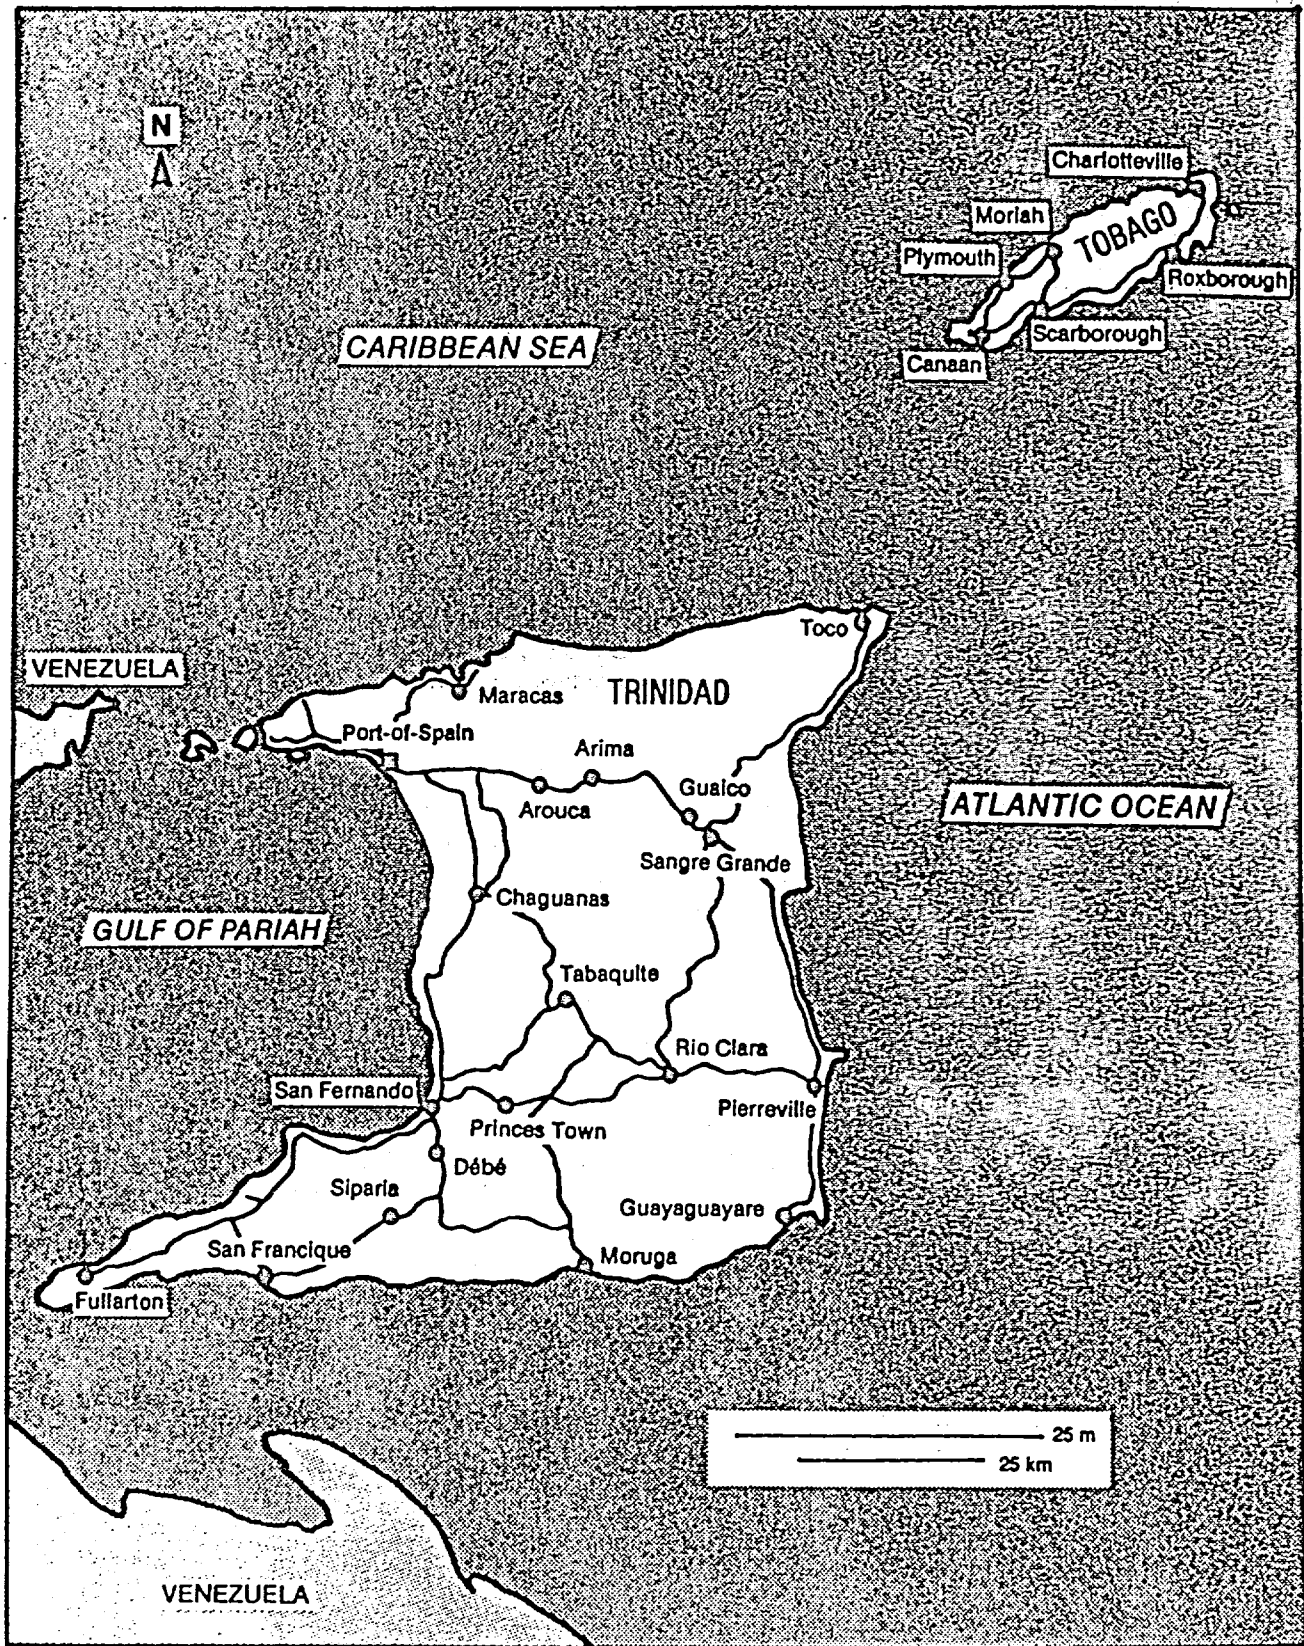 N
Charlotteville
Moriah
TOBAGO
Plymouth
Roxborough
Scarborough
Canaan
CARIBBEAN SEA
Toco
VENEZUELA
Maracas
TRINIDAD
Port-of-Spain
Arima
Guaico
Arouca
ATLANTIC OCEAN
Sangre Grande
Chaguanas
GULF OF PARIAH
Tabaquite
Rio Clara
San Fernando
Pierreville
Princes Town
Débé
Siparia
Guayaguayare
San Francique
Moruga
Fullarton
25 m
25 km
VENEZUELA